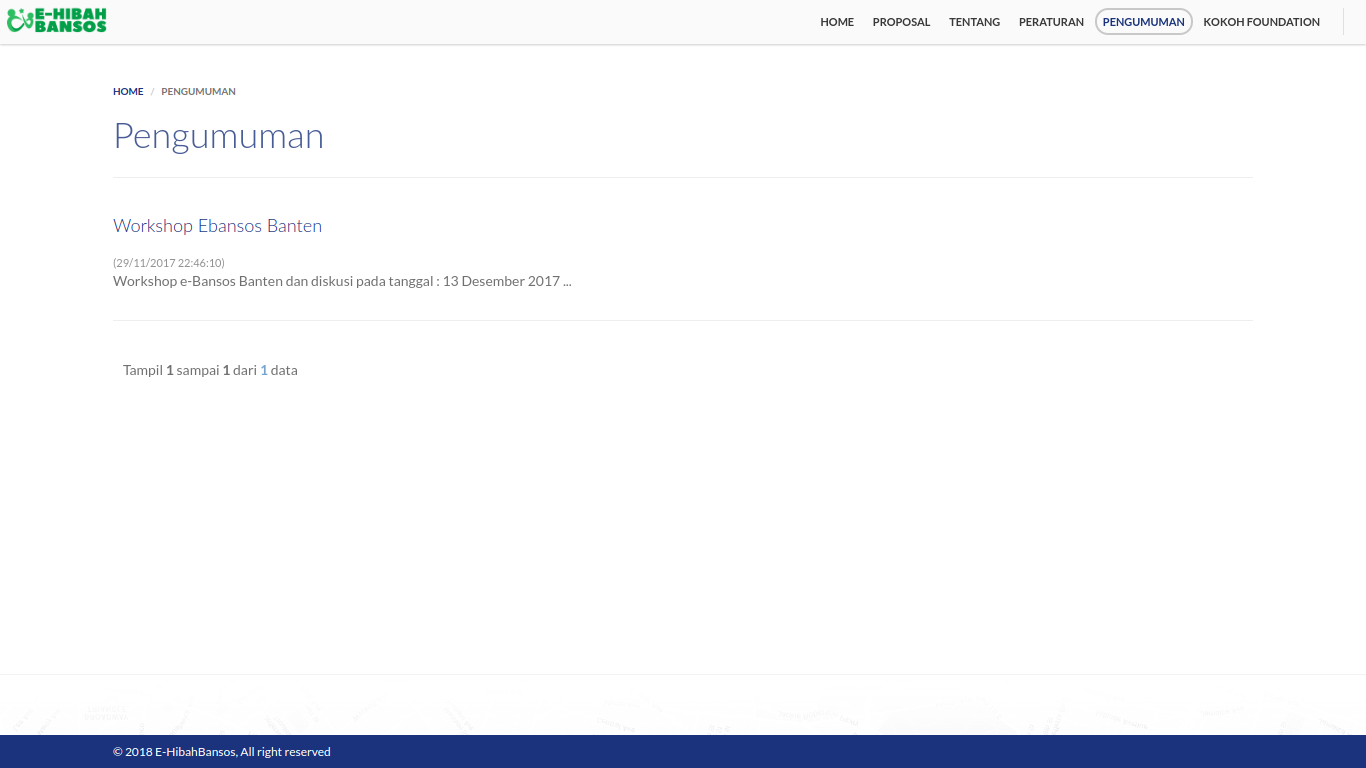 E-HIBAH
BANSOS
HOME PROPOSAL TENTANG PERATURAN PENGUMUMAN KOKOH FOUNDATION
HOME / PENGUMUMAN
Pengumuman
Workshop Ebansos Banten
(29/11/2017 22:46:10)
Workshop e-Bansos Banten dan diskusi pada tanggal : 13 Desember 2017 ...
Tampil 1 sampai 1 dari 1 data
© 2018 E-HibahBansos, All right reserved